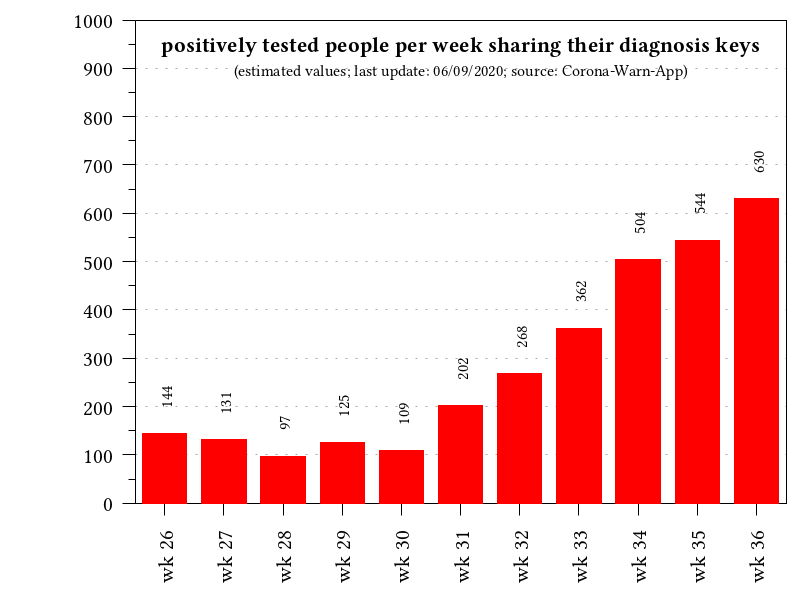 positively tested people per week sharing their diagnosis keys
(estimated values; last update: 06/09/2020; source: Corona-Warn-App)
1000
900
800
700
600
500
400
300
200
100
0
144
131
97
125
109
202
268
362
504
544
630
wk 26
wk 27
wk 28
wk 29
wk 30
wk 31
wk 32
wk 33
wk 34
wk 35
wk 36